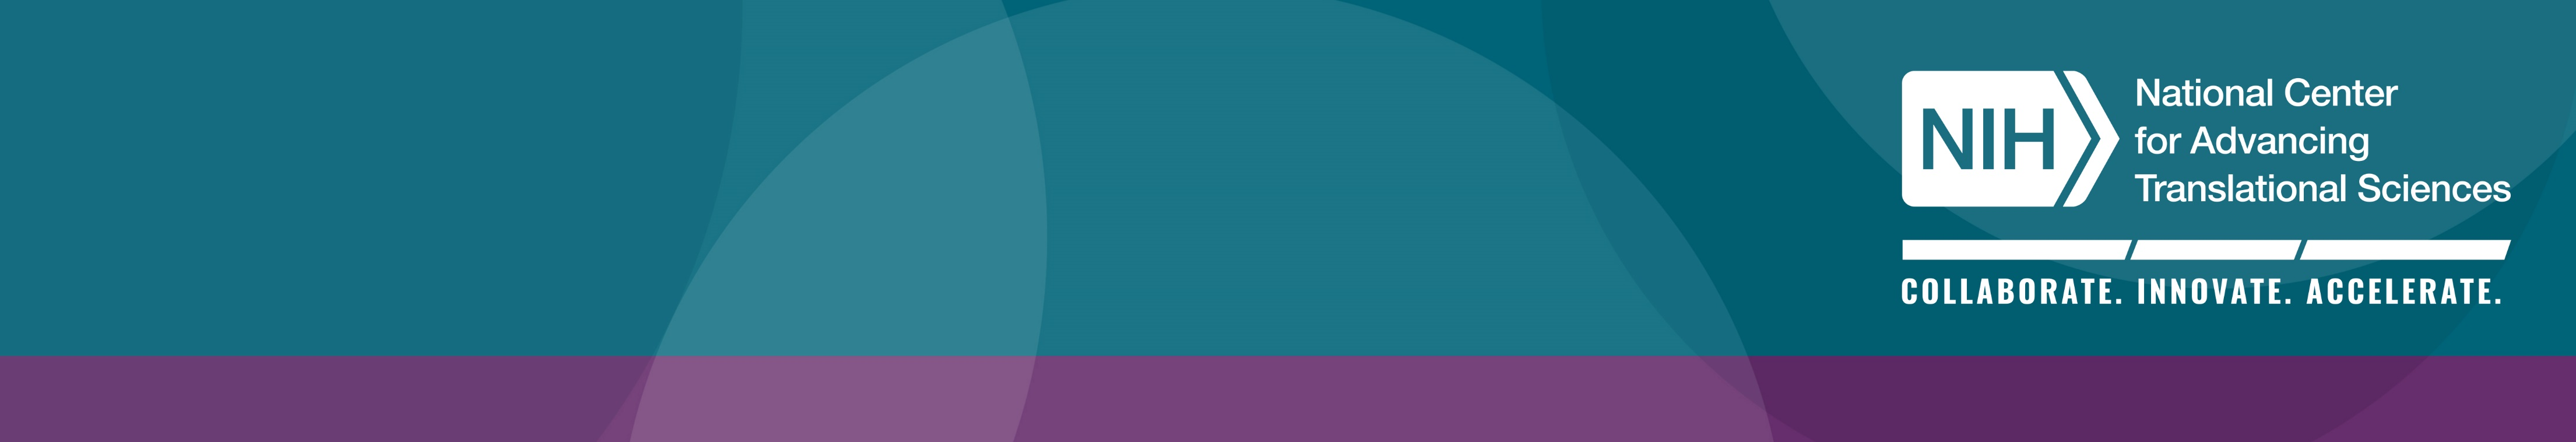 NIH
National Center
for Advancing
Translational Sciences
COLLABORATE. INNOVATE. ACCELERATE.